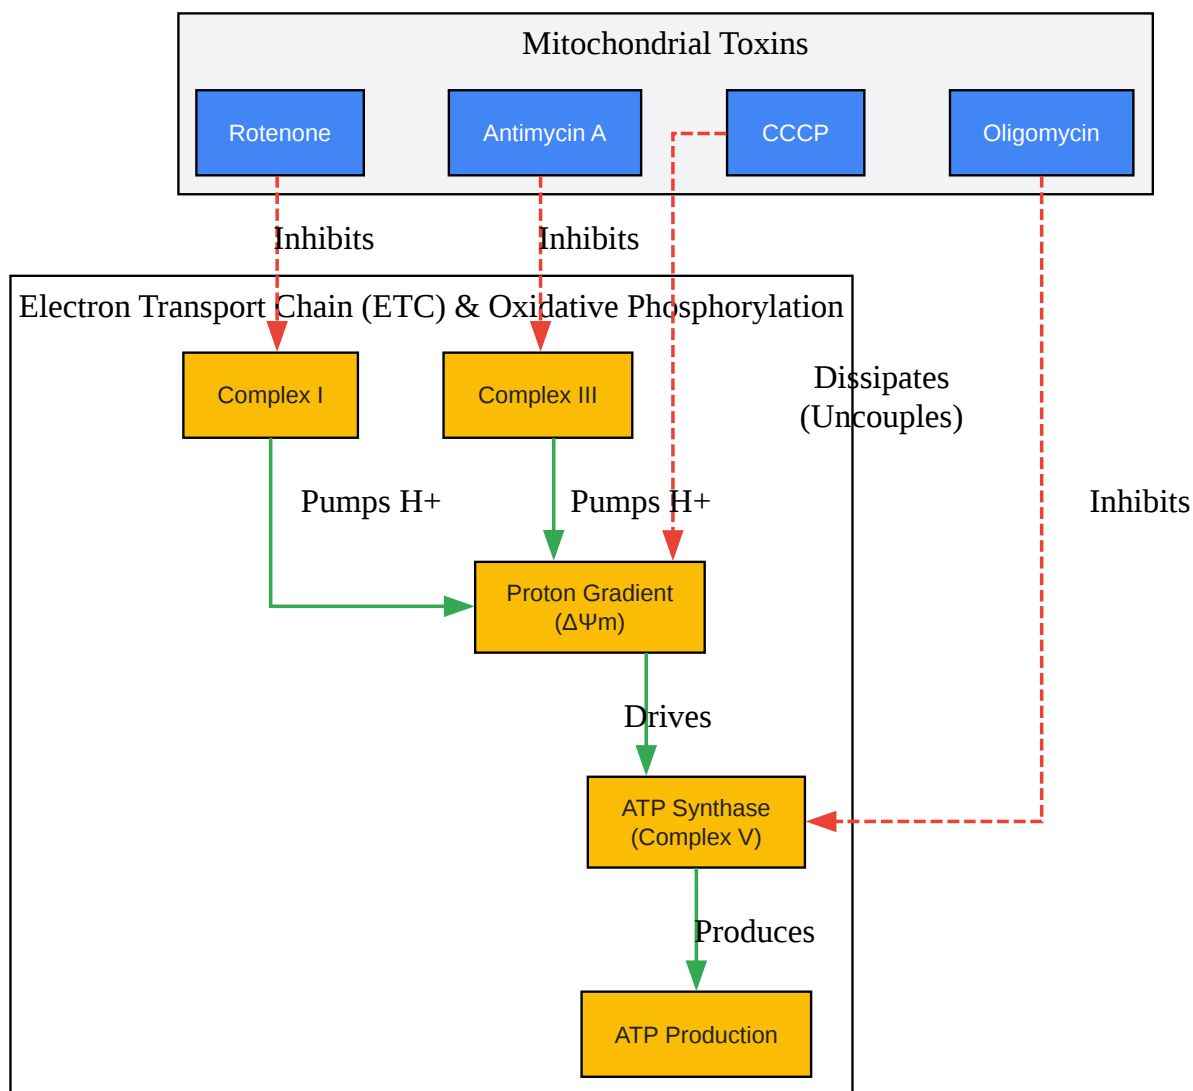 Mitochondrial Toxins
Rotenone
Antimycin A
CCCP
Oligomycin
Inhibits
Inhibits
Electron Transport Chain (ETC) & Oxidative Phosphorylation
Complex I
Complex III
Dissipates
(Uncouples)
Pumps H+
Pumps H+
Inhibits
Proton Gradient
(ΔΨm)
Drives
ATP Synthase
(Complex V)
Produces
ATP Production